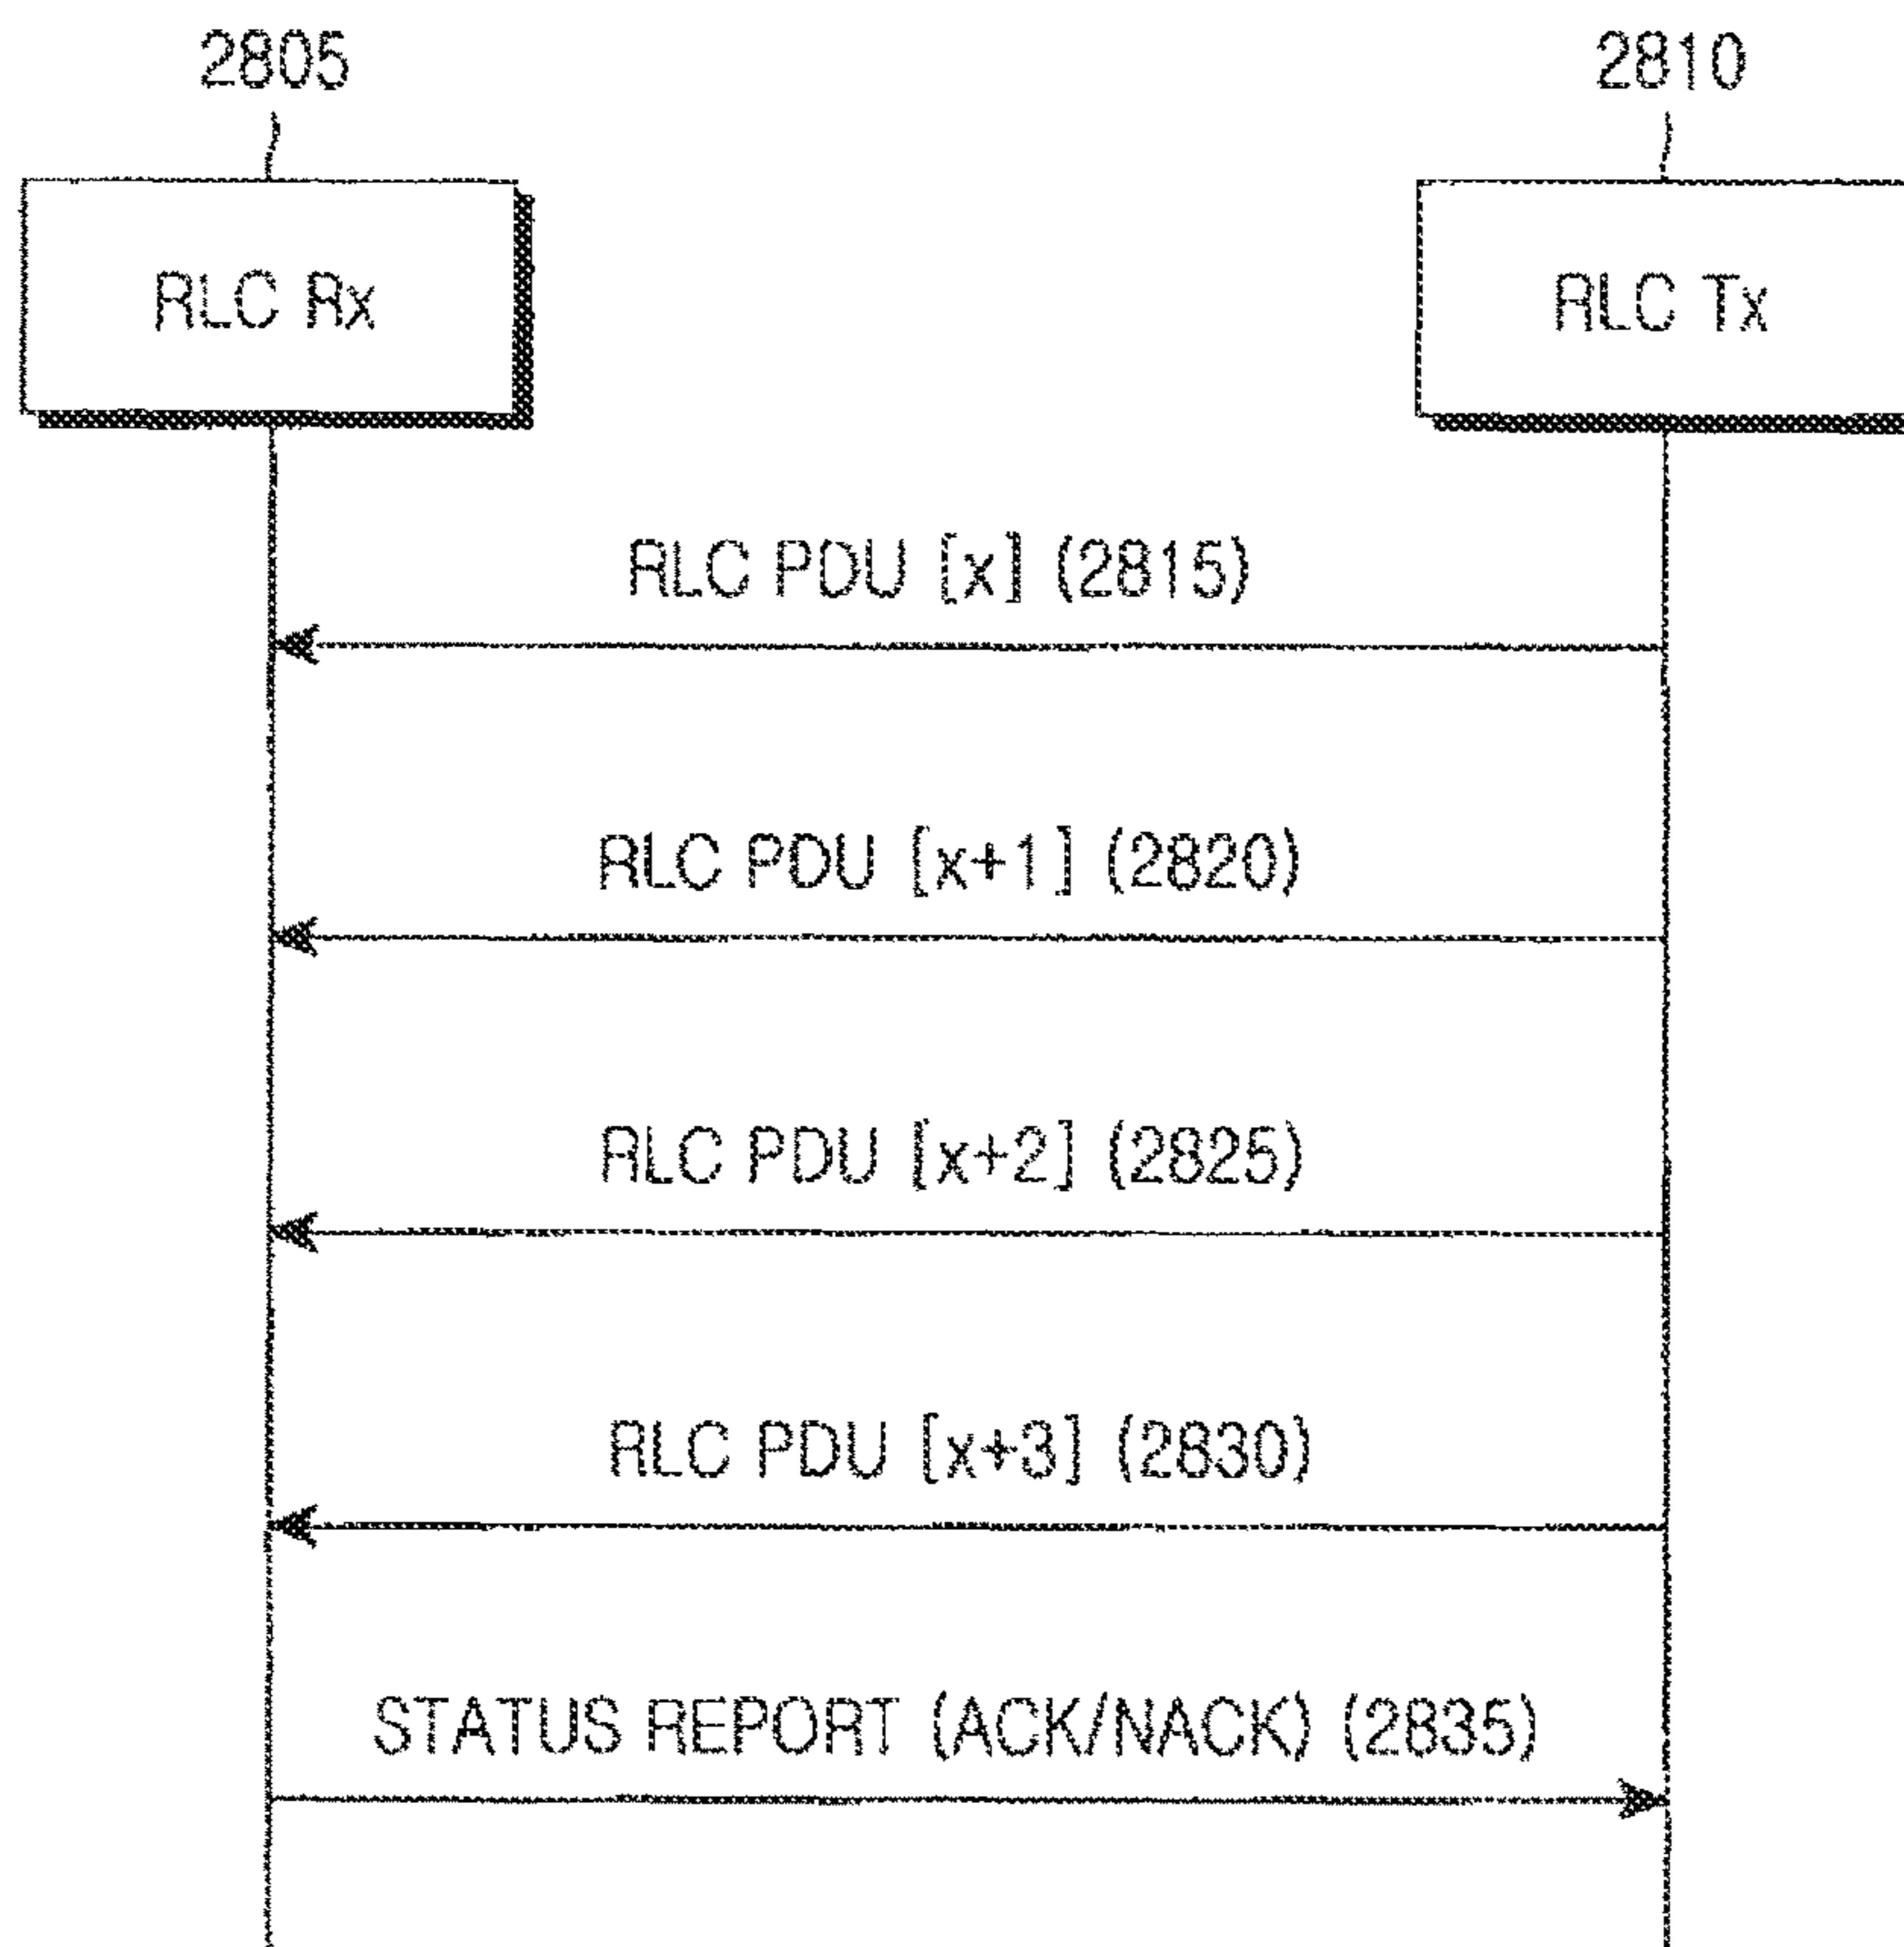 2805
2810
RLC Rx
RLC Tx
RLC PDU [x] (2815)
RLC PDU [x+1] (2820)
RLC PDU [x+2] (2825)
RLC PDU [x+3] (2830)
STATUS REPORT (ACK/NACK) (2835)